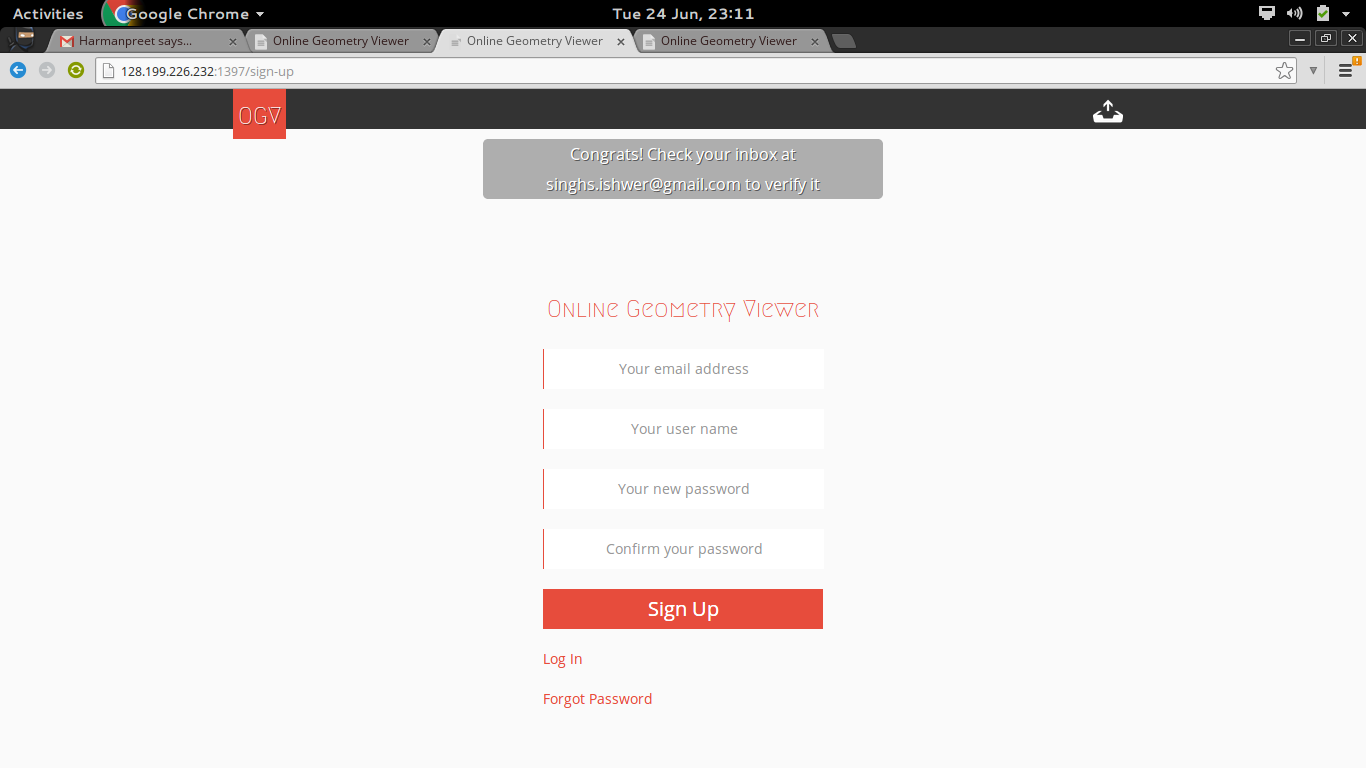 Activities Google Chrome Tue 24 Jun, 23:11
Harmanpreet says... Online Geometry Viewer Online Geometry Viewer Online Geometry Viewer
128.199.226.232:1397/sign-up
OGV
Congrats! Check your inbox at
singhs.ishwer@gmail.com to verify it
Online Geometry Viewer
Your email address
Your user name
Your new password
Confirm your password
Sign Up
Log In
Forgot Password